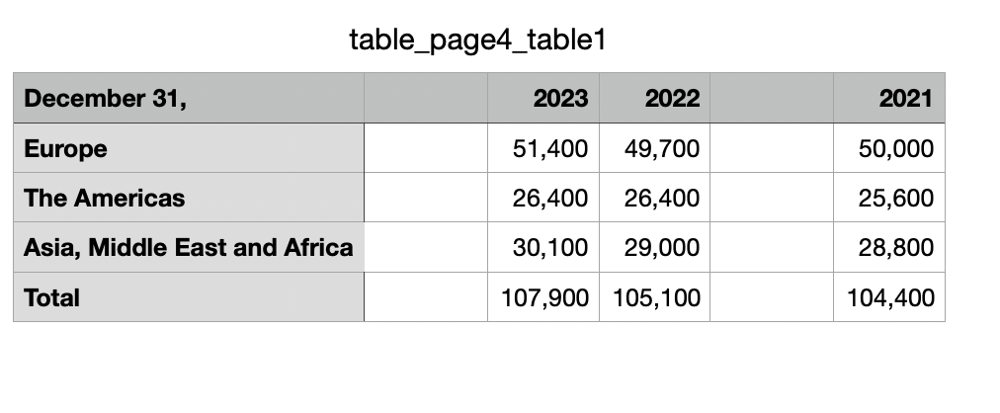 table_page4_table1
December 31, 2023 2022 2021
Europe 51,400 49,700 50,000
The Americas 26,400 26,400 25,600
Asia, Middle East and Africa 30,100 29,000 28,800
Total 107,900 105,100 104,400